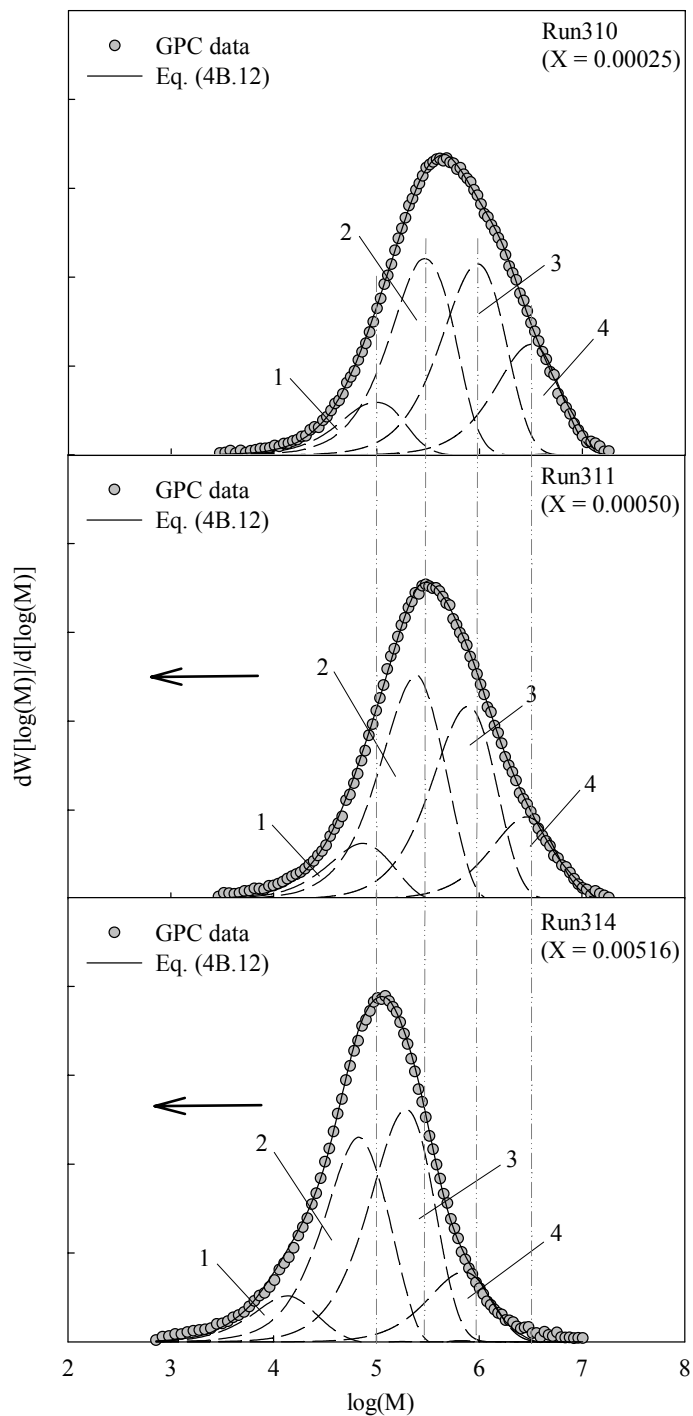 GPC data
Eq. (4B.12)
Run310
(X = 0.00025)
2
3
4
1
GPC data
Eq. (4B.12)
Run311
(X = 0.00050)
2
3
4
1
dW[log(M)]/d[log(M)]
GPC data
Eq. (4B.12)
Run314
(X = 0.00516)
2
3
4
1
2 3 4 5 6 7 8
log(M)